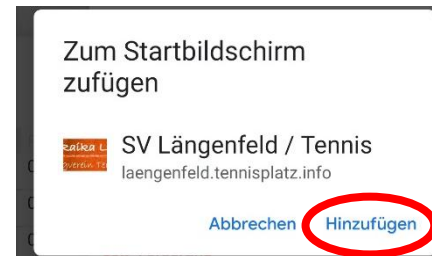 Zum Startbildschirm
zufügen
SV Längenfeld / Tennis
laengenfeld.tennisplatz.info
Abbrechen Hinzufügen